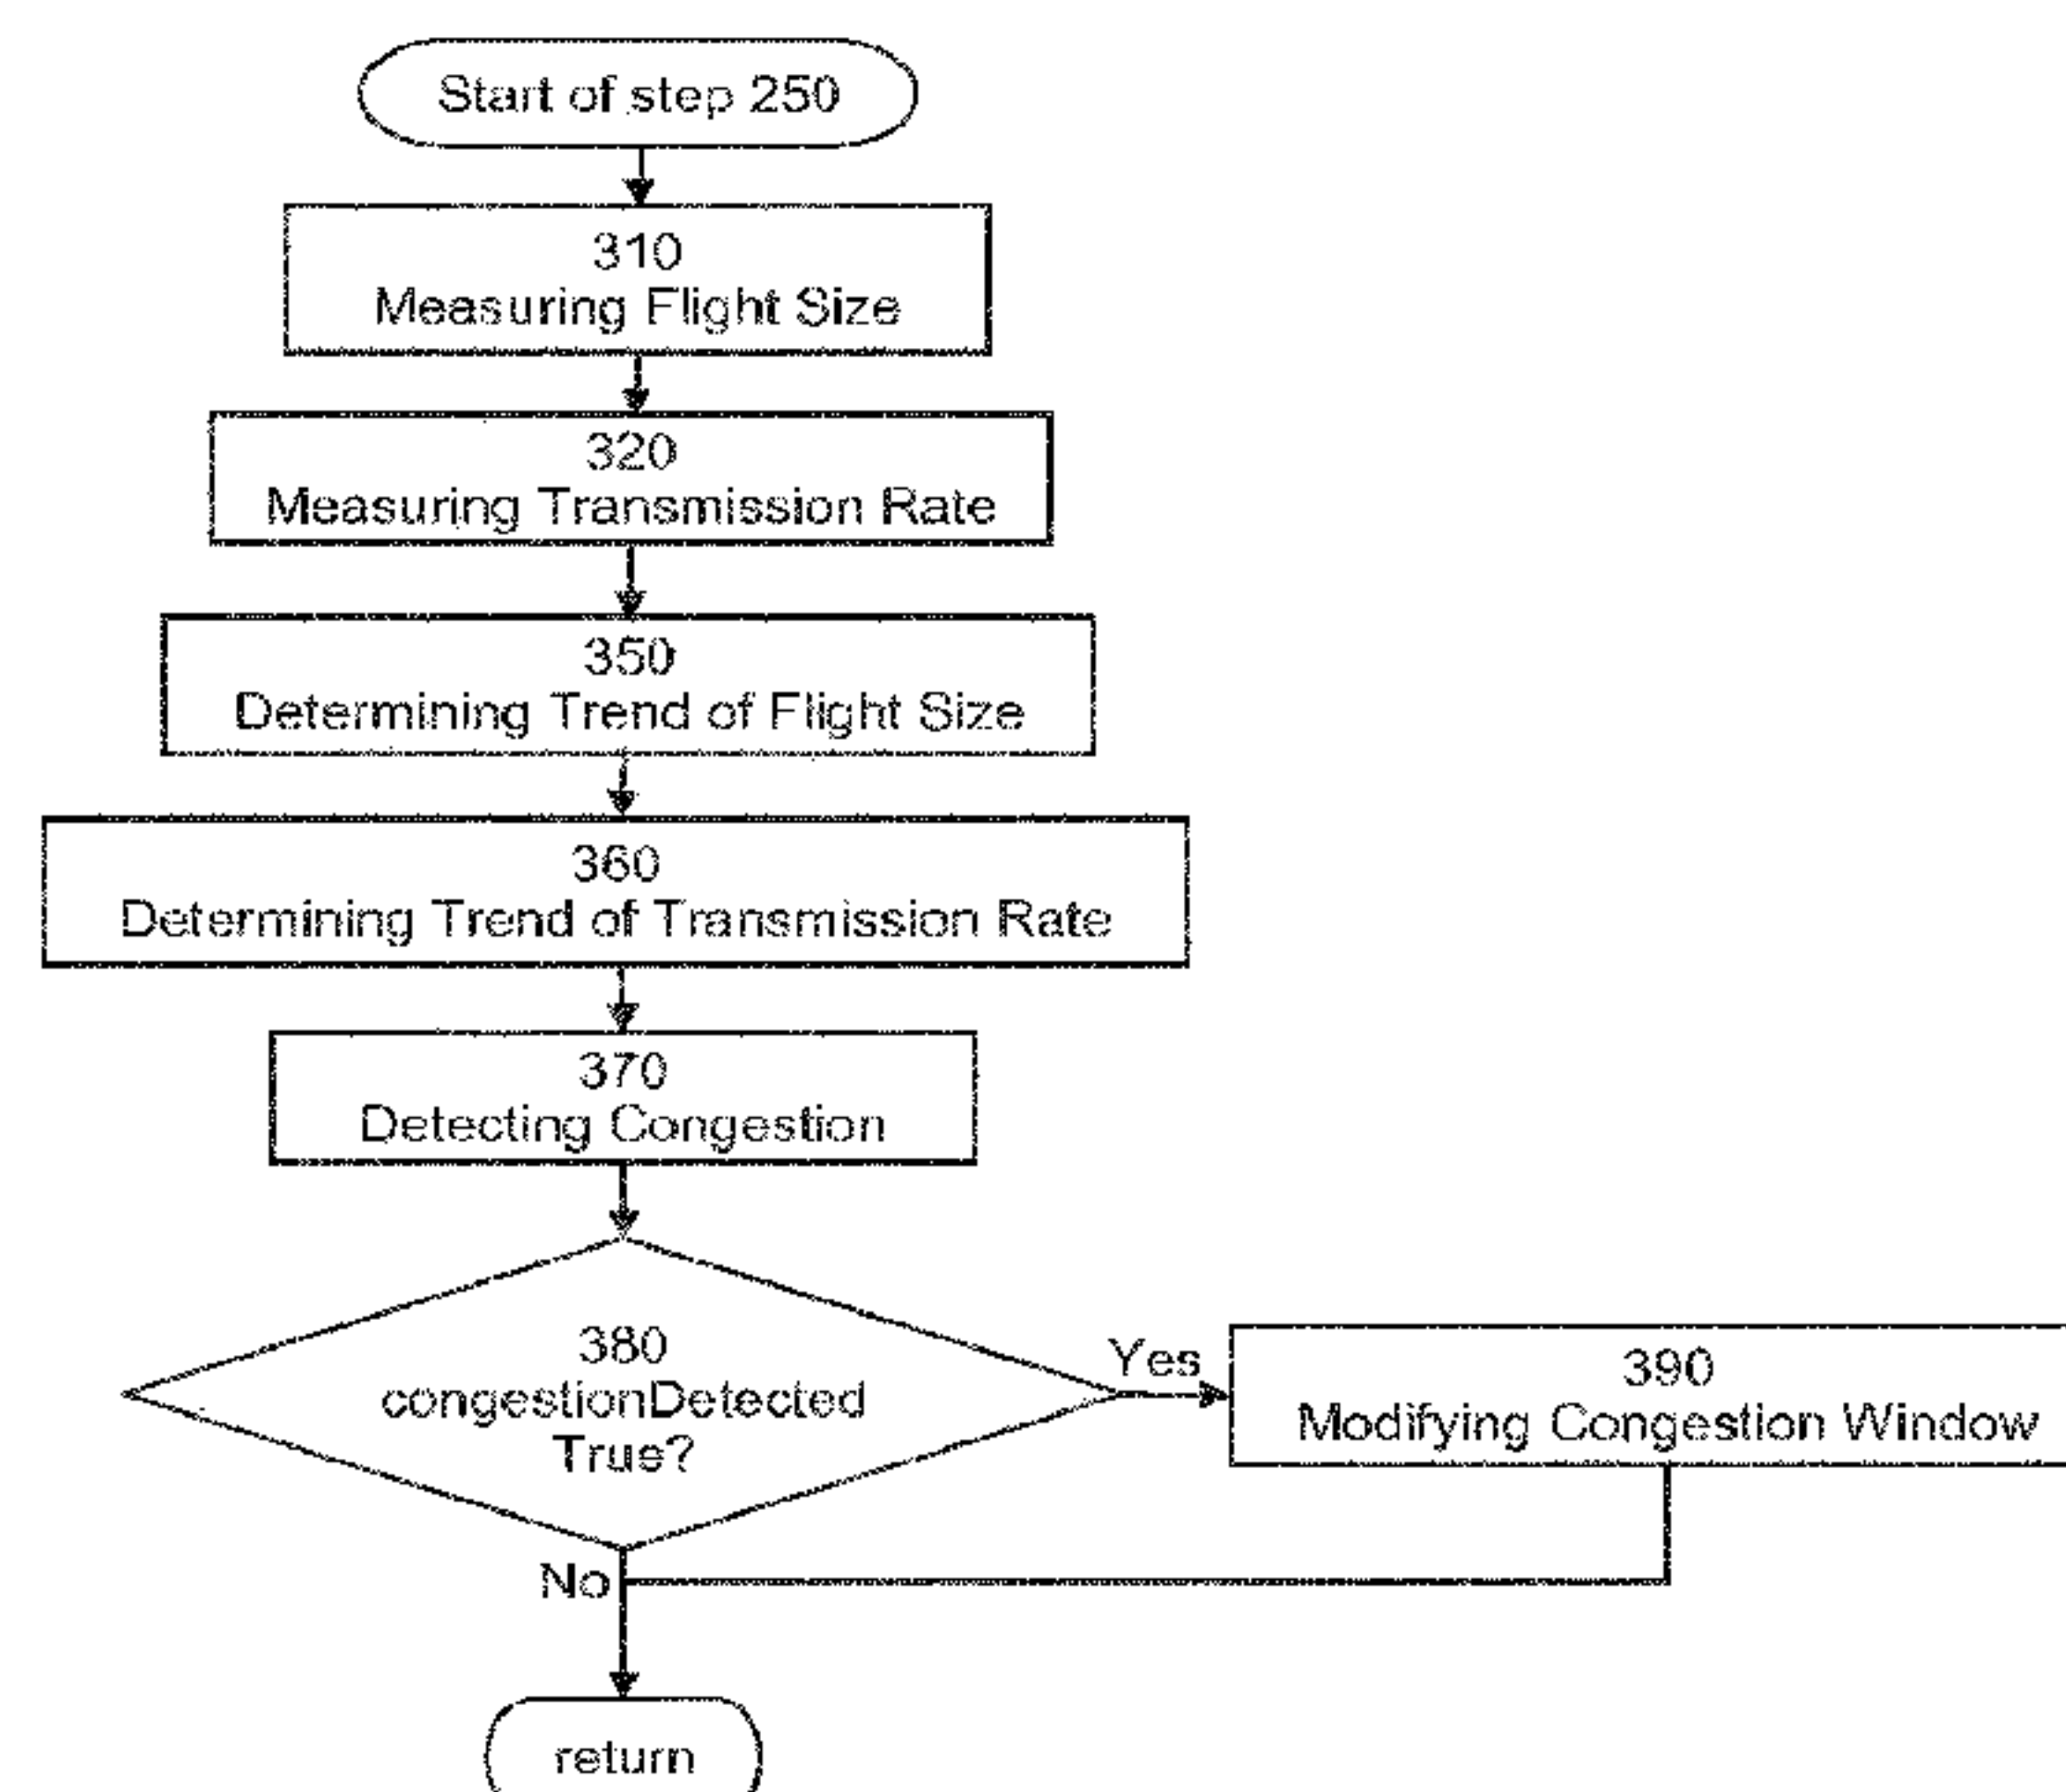 Start of step 250
310
Measuring Flight Size
320
Measuring Transmission Rate
350
Determining Trend of Flight Size
360
Determining Trend of Transmission Rate
370
Detecting Congestion
380
congestionDetected
True?
Yes
390
Modifying Congestion Window
No
return